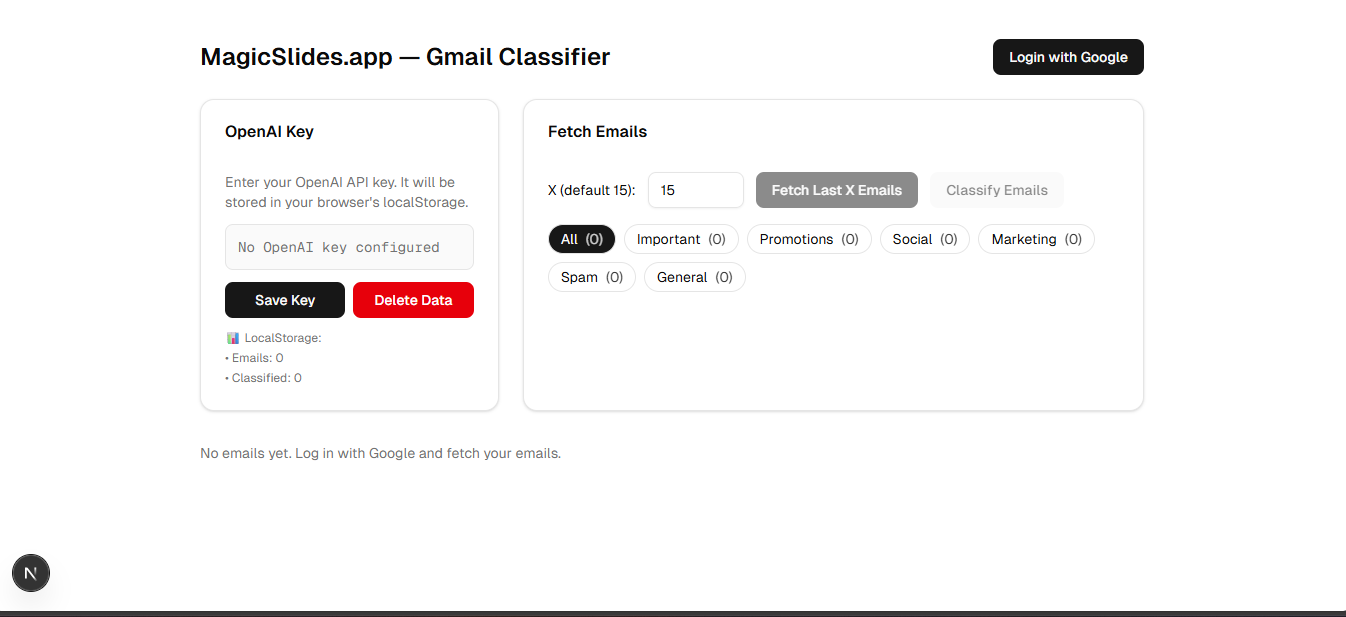 MagicSlides.app — Gmail Classifier
Login with Google
OpenAI Key
Enter your OpenAI API key. It will be
stored in your browser's localStorage.
No OpenAI key configured
Save Key
Delete Data
📊 LocalStorage:
• Emails: 0
• Classified: 0
Fetch Emails
X (default 15):
15
Fetch Last X Emails
Classify Emails
All (0)
Important (0)
Promotions (0)
Social (0)
Marketing (0)
Spam (0)
General (0)
No emails yet. Log in with Google and fetch your emails.
N